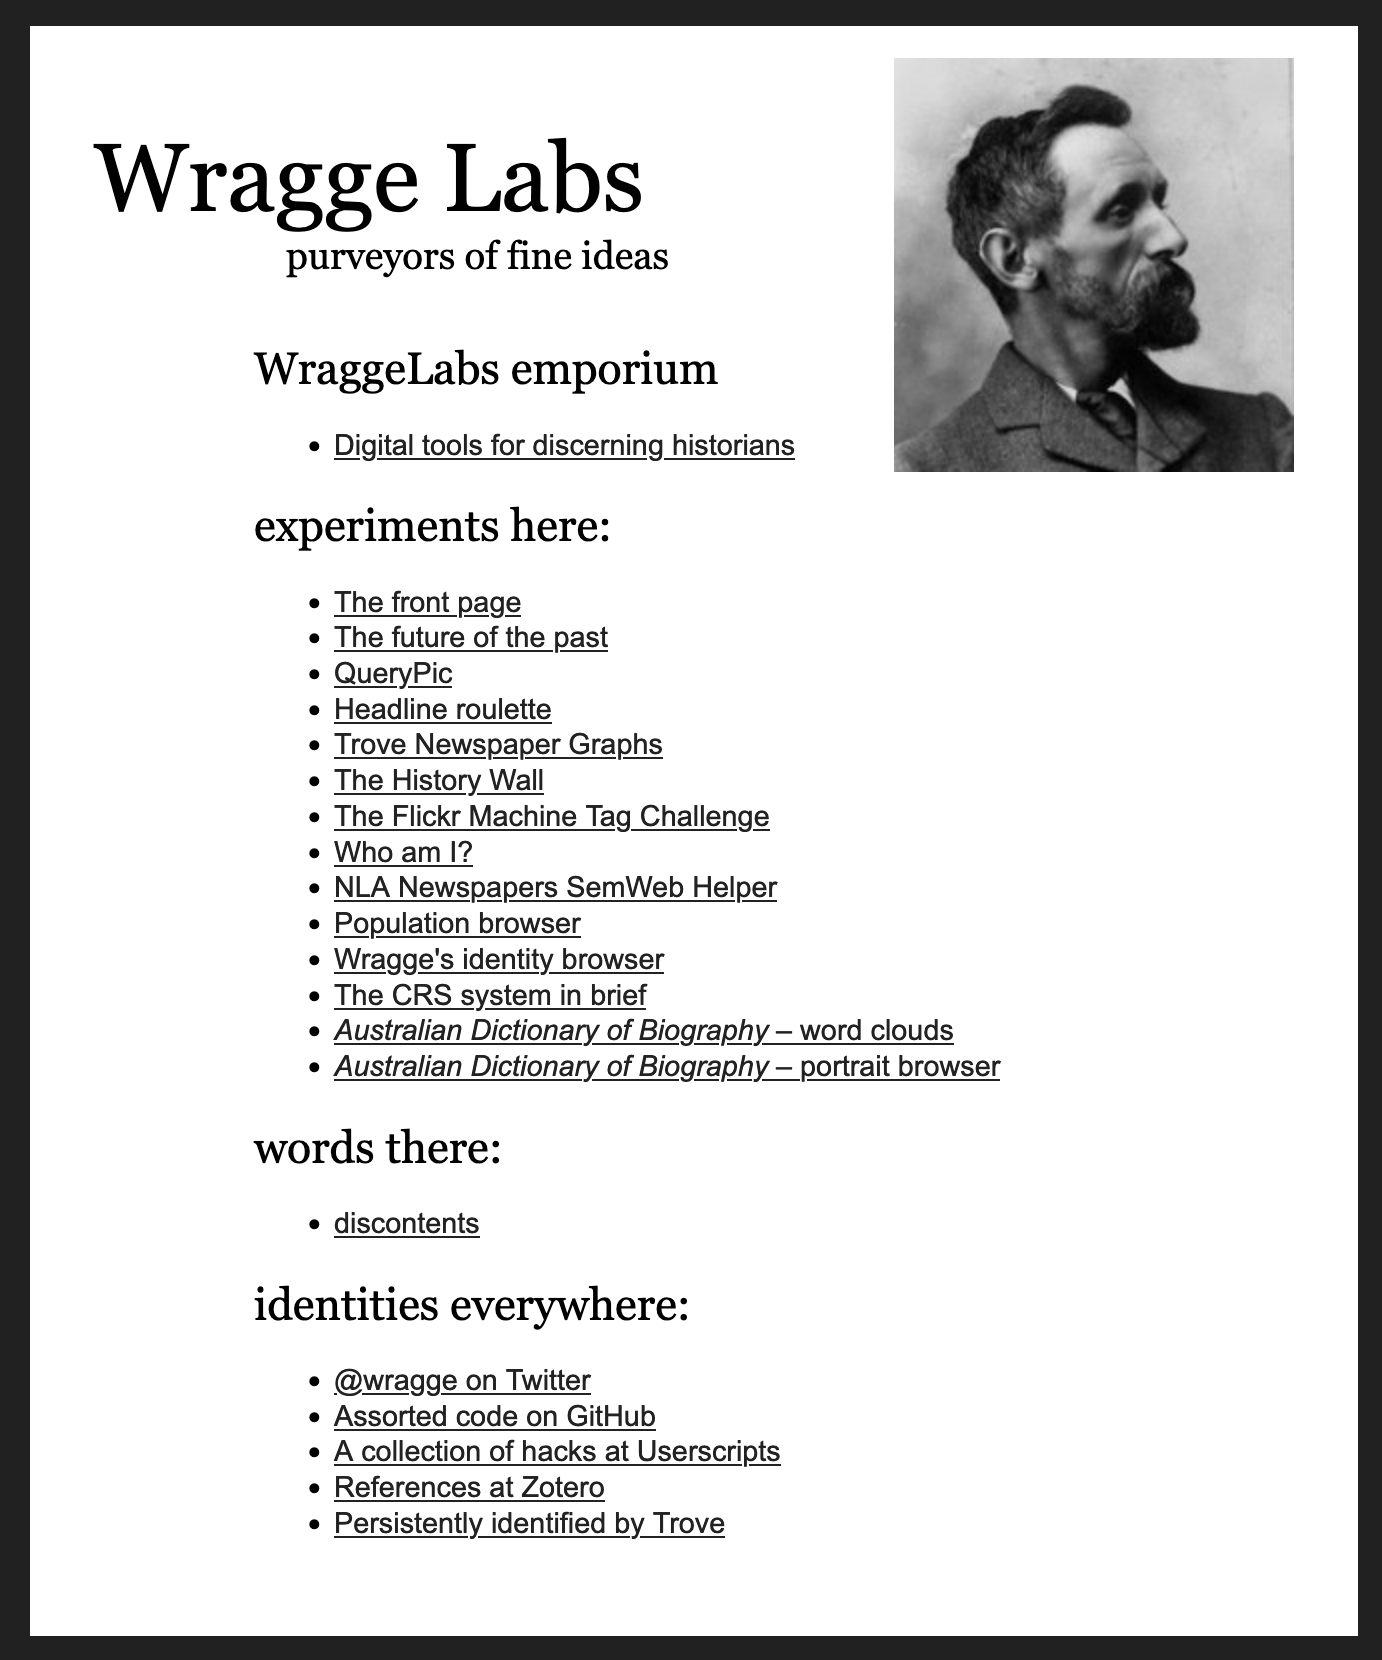 Wragge Labs
purveyors of fine ideas
WraggeLabs emporium
• Digital tools for discerning historians
experiments here:
• The front page
• The future of the past
• QueryPic
• Headline roulette
• Trove Newspaper Graphs
• The History Wall
• The Flickr Machine Tag Challenge
• Who am I?
• NLA Newspapers SemWeb Helper
• Population browser
• Wragge's identity browser
• The CRS system in brief
• Australian Dictionary of Biography – word clouds
• Australian Dictionary of Biography – portrait browser
words there:
• discontents
identities everywhere:
• @wragge on Twitter
• Assorted code on GitHub
• A collection of hacks at Userscripts
• References at Zotero
• Persistently identified by Trove